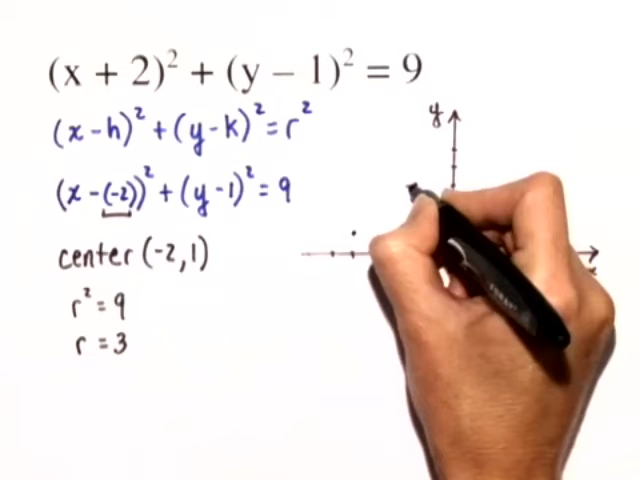 (x + 2)² + (y − 1)² = 9
(x − h)² + (y − k)² = r²
(x − (−2))² + (y − 1)² = 9
center (−2, 1)
r² = 9
r = 3
y
x